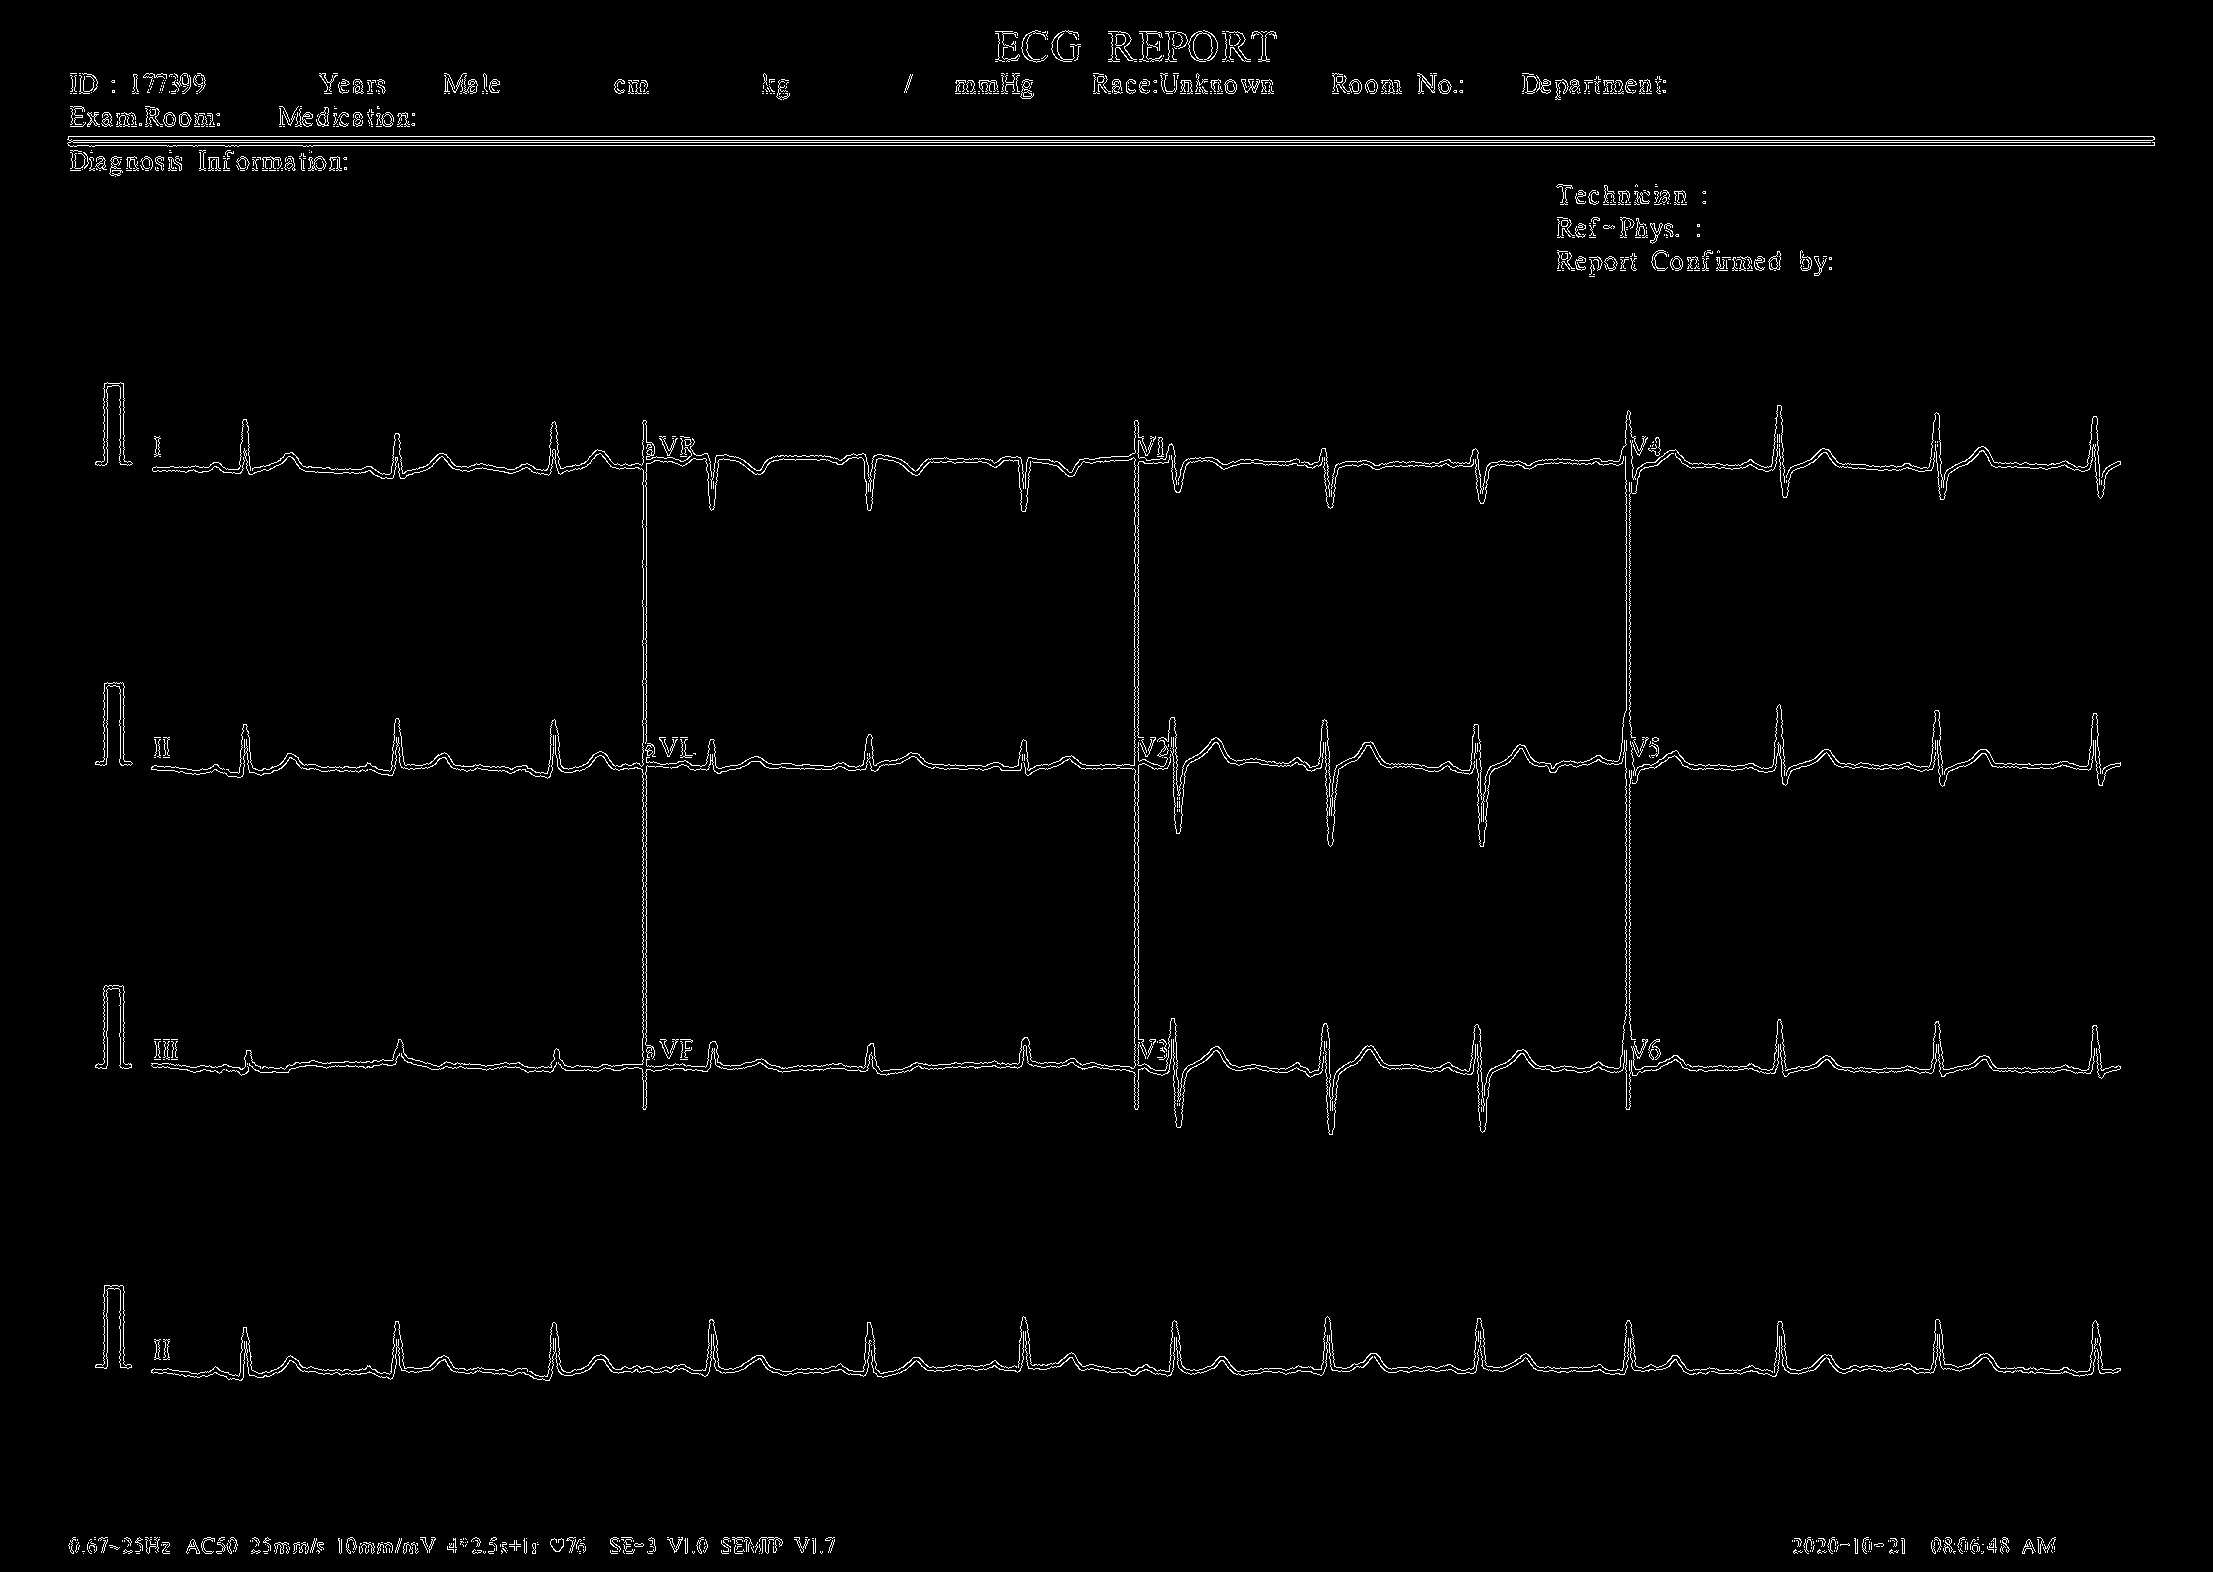 ECG REPORT
ID : 177399 Years Male cm kg / mmHg Race:Unknown Room No.: Department:
Exam.Room: Medication:
Diagnosis Information:
Technician :
Ref-Phys. :
Report Confirmed by:
I aVR V1 V4
II aVL V2 V5
III aVF V3 V6
II
0.67~25Hz AC50 25mm/s 10mm/mV 4*2.5s+1r ♡76 SE-3 V1.0 SEMIP V1.7 2020-10-21 08:06:48 AM